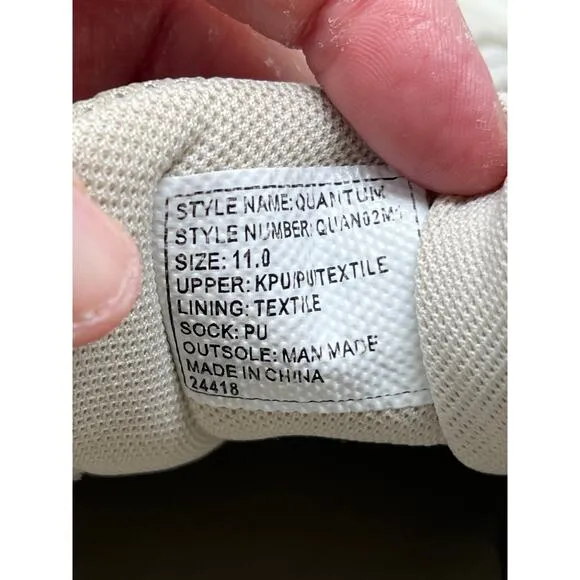 STYLE NAME: QUANTUM
STYLE NUMBER: QUAN02M1
SIZE: 11.0
UPPER: KPU/PU/TEXTILE
LINING: TEXTILE
SOCK: PU
OUTSOLE: MAN MADE
MADE IN CHINA
24418